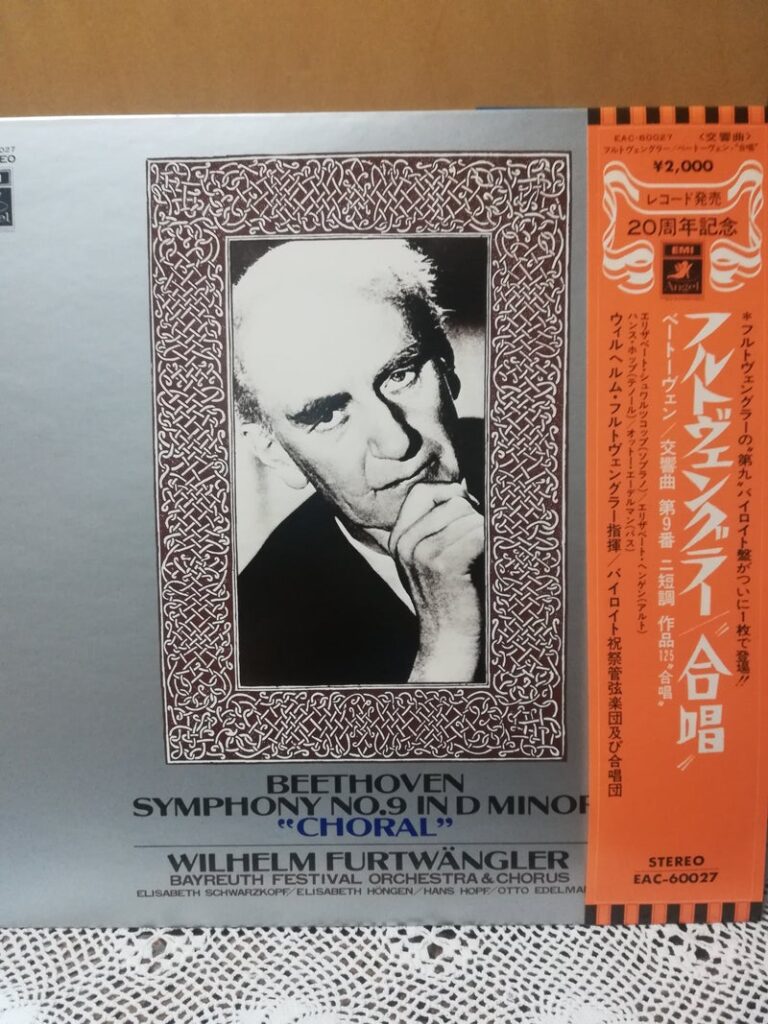 EAC-60027 〈交響曲〉
フルトヴェングラー/ベートーヴェン・"合唱"
¥2,000
レコード発売
20周年記念
EMI
Angel
*フルトヴェングラーの"第九"バイロイト盤がついに1枚で登場!!
フルトヴェングラー/"合唱"
ベートーヴェン/交響曲 第9番 ニ短調 作品125"合唱"
エリザベート・シュワルツコップ(ソプラノ)/エリザベート・ヘンゲン(アルト)
ハンス・ホップ(テノール)/オットー・エーデルマン(バス)
ウィルヘルム・フルトヴェングラー指揮/バイロイト祝祭管弦楽団及び合唱団
STEREO
EAC-60027
BEETHOVEN
SYMPHONY NO.9 IN D MINOR
"CHORAL"
WILHELM FURTWÄNGLER
BAYREUTH FESTIVAL ORCHESTRA & CHORUS
ELISABETH SCHWARZKOPF/ELISABETH HÖNGEN/HANS HOPF/OTTO EDELMA